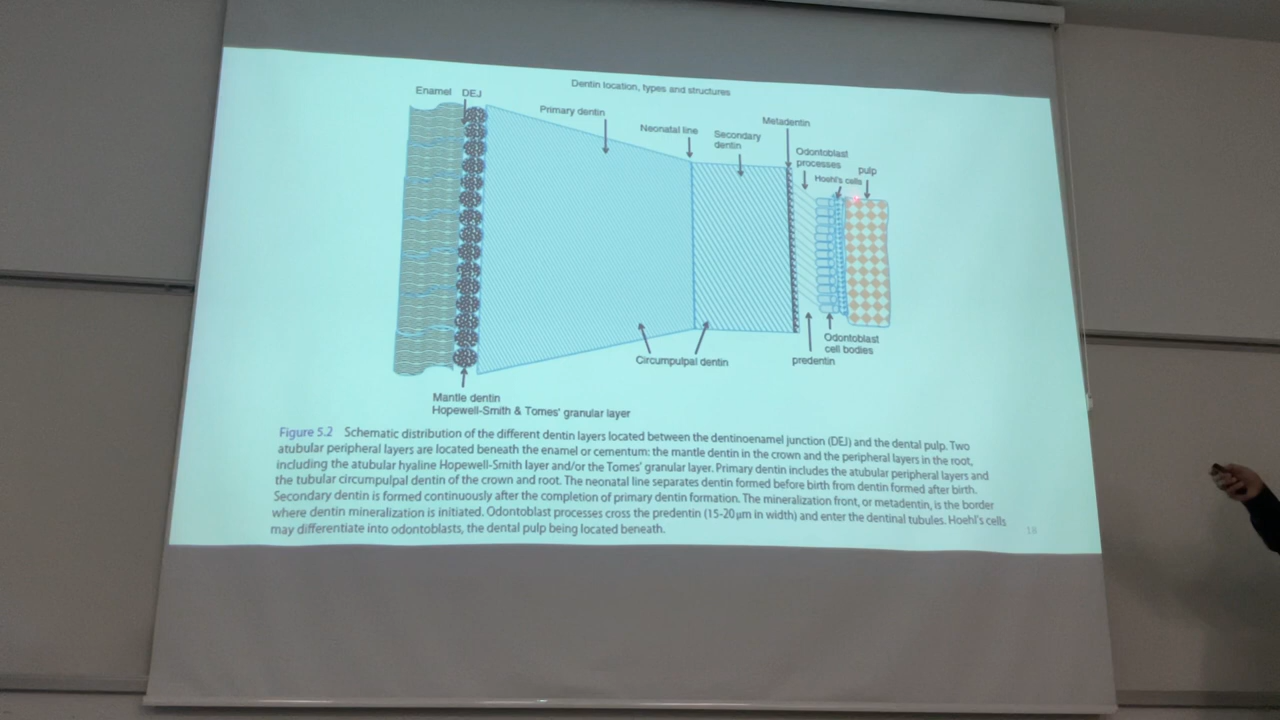 Dentin location, types and structures
Enamel DEJ
Primary dentin
Neonatal line
Secondary
dentin
Metadentin
Odontoblast
processes
Hoehl's cells
pulp
Circumpulpal dentin
Odontoblast
cell bodies
predentin
Mantle dentin
Hopewell-Smith & Tomes' granular layer
Figure 5.2 Schematic distribution of the different dentin layers located between the dentinoenamel junction (DEJ) and the dental pulp. Two
atubular peripheral layers are located beneath the enamel or cementum: the mantle dentin in the crown and the peripheral layers in the root,
including the atubular hyaline Hopewell-Smith layer and/or the Tomes' granular layer. Primary dentin includes the atubular peripheral layers and
the tubular circumpulpal dentin of the crown and root. The neonatal line separates dentin formed before birth from dentin formed after birth.
Secondary dentin is formed continuously after the completion of primary dentin formation. The mineralization front, or metadentin, is the border
where dentin mineralization is initiated. Odontoblast processes cross the predentin (15-20 μm in width) and enter the dentinal tubules. Hoehl's cells
may differentiate into odontoblasts, the dental pulp being located beneath.
18